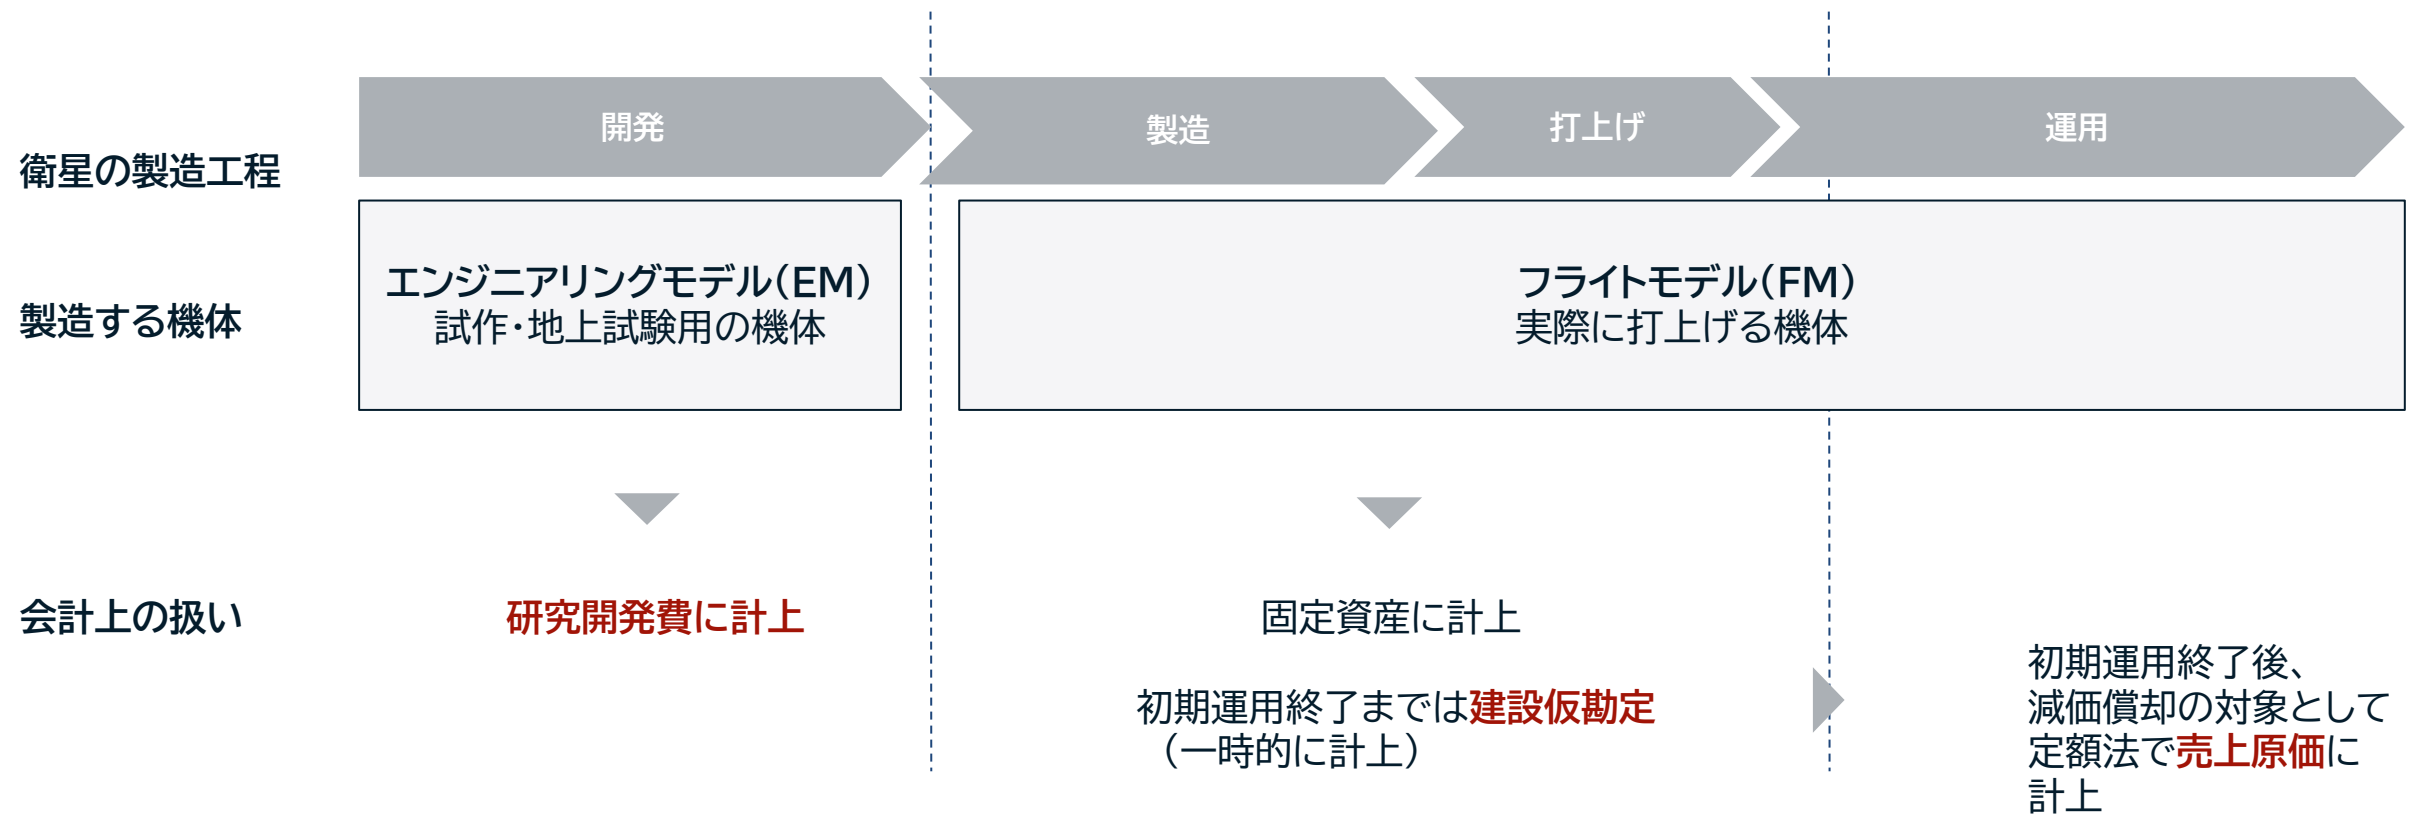 衛星の製造工程
開発
製造
打上げ
運用
製造する機体
エンジニアリングモデル(EM)
試作・地上試験用の機体
フライトモデル(FM)
実際に打上げる機体
会計上の扱い
研究開発費に計上
固定資産に計上
初期運用終了までは建設仮勘定
(一時的に計上)
初期運用終了後、
減価償却の対象として
定額法で売上原価に
計上